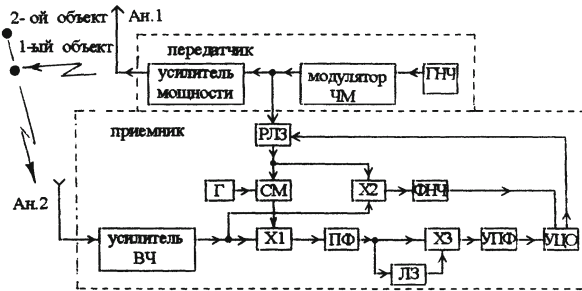 2- ой объект
Ан.1
1-ый объект
передатчик
усилитель
мощности
модулятор
ЧМ
ГНЧ
приемник
РЛЗ
Г
СМ
Х2
ФНЧ
Ан.2
усилитель
ВЧ
Х1
ПФ
Х3
УПФ
УЦО
ЛЗ